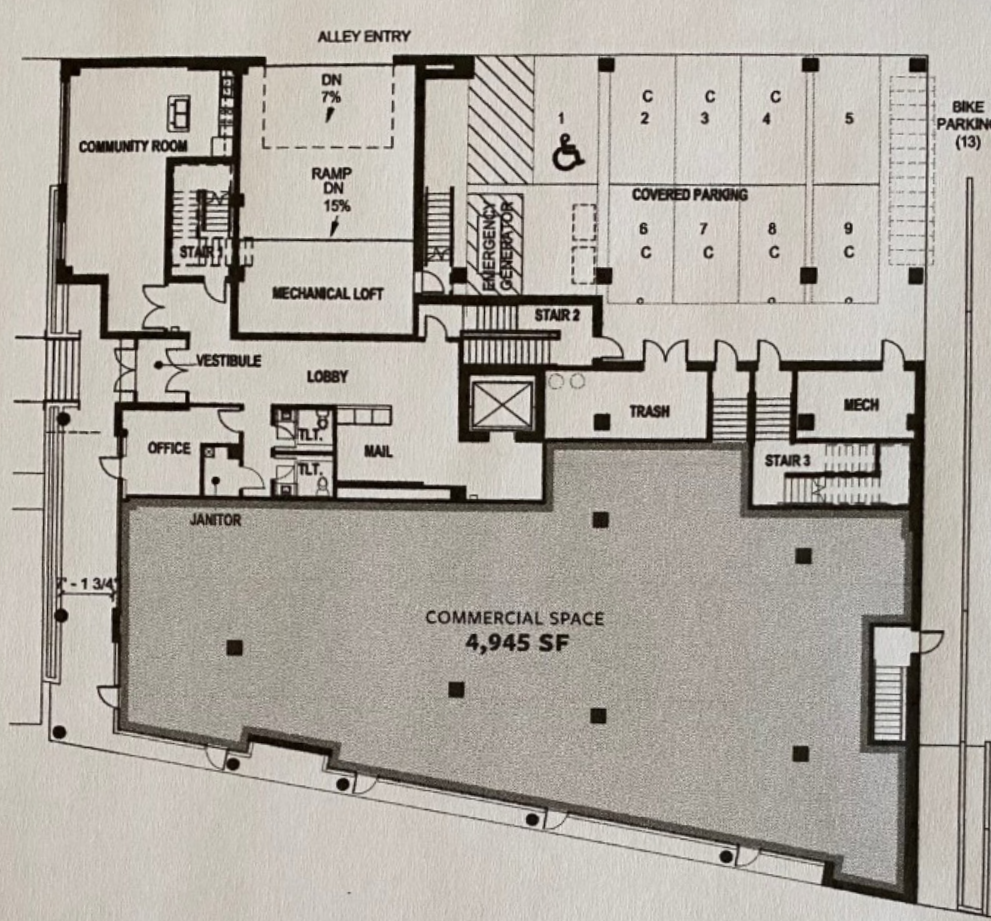 ALLEY ENTRY
DN
7%
COMMUNITY ROOM
RAMP
DN
15%
STAIR 1
MECHANICAL LOFT
1
C
2
C
3
C
4
5
BIKE
PARKING
(13)
COVERED PARKING
6
C
7
C
8
C
9
C
EMERGENCY
GENERATOR
STAIR 2
VESTIBULE
LOBBY
OFFICE
TLT.
TLT.
MAIL
TRASH
MECH
STAIR 3
JANITOR
COMMERCIAL SPACE
4,945 SF